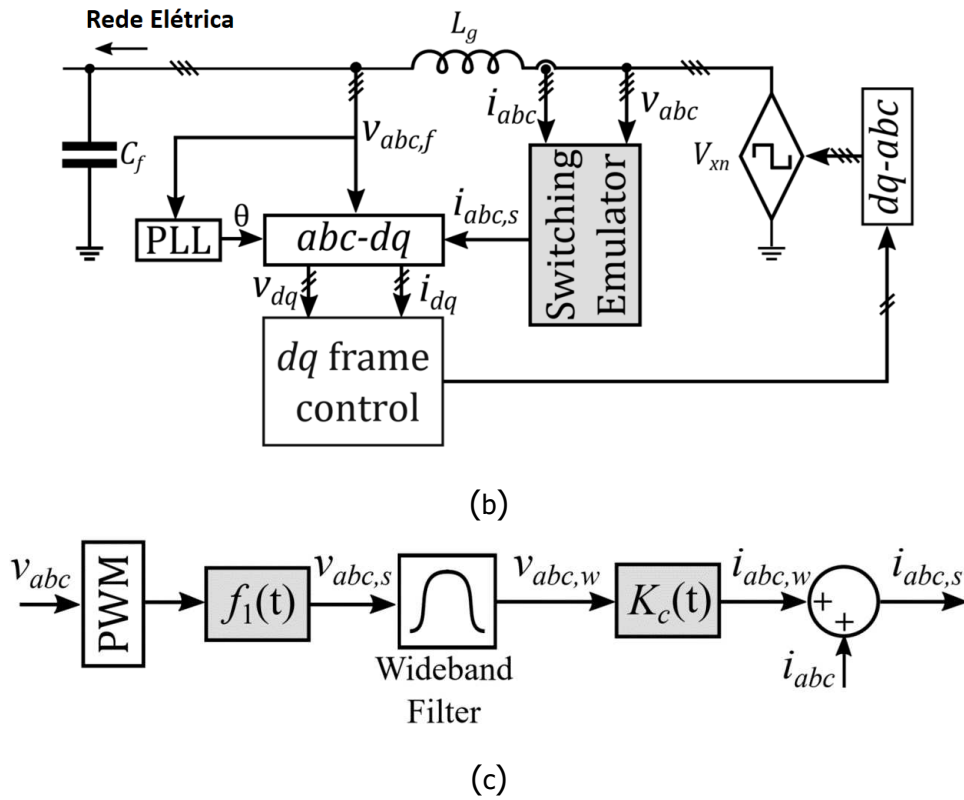 Rede Elétrica
L_g
i_abc
v_abc
C_f
v_abc,f
V_xn
dq-abc
Switching
Emulator
i_abc,s
θ
PLL
abc-dq
v_dq
i_dq
dq frame
control
(b)
v_abc
PWM
f_1(t)
v_abc,s
v_abc,w
K_c(t)
i_abc,w
i_abc,s
+
+
Wideband
Filter
i_abc
(c)